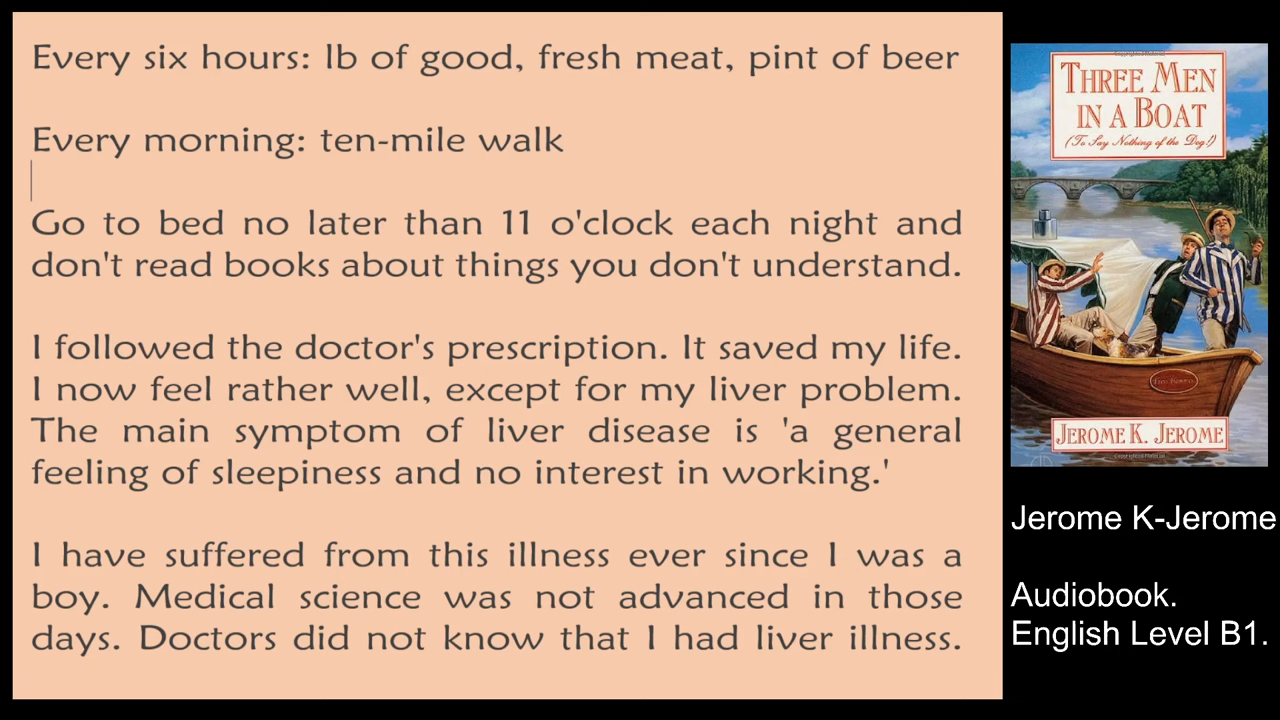 Every six hours: lb of good, fresh meat, pint of beer
Every morning: ten-mile walk
Go to bed no later than 11 o'clock each night and
don't read books about things you don't understand.
I followed the doctor's prescription. It saved my life.
I now feel rather well, except for my liver problem.
The main symptom of liver disease is 'a general
feeling of sleepiness and no interest in working.'
I have suffered from this illness ever since I was a
boy. Medical science was not advanced in those
days. Doctors did not know that I had liver illness.
THREE MEN
IN A BOAT
(To Say Nothing of the Dog!)
JEROME K. JEROME
Jerome K-Jerome
Audiobook.
English Level B1.